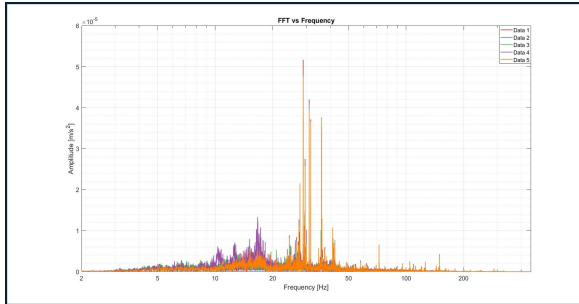 FFT vs Frequency
6 ×10⁻⁵
5
4
3
2
1
0
Amplitude [m/s²]
2 5 10 20 50 100 200
Frequency [Hz]
Data 1
Data 2
Data 3
Data 4
Data 5